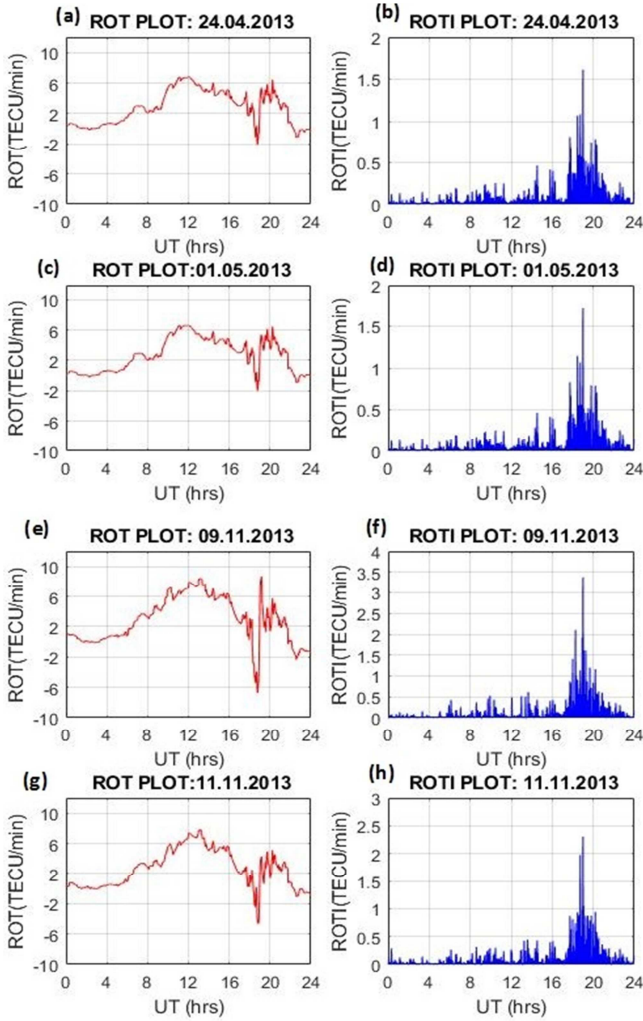 (a)
ROT PLOT: 24.04.2013
ROT(TECU/min)
10
6
2
-2
-6
-10
0 4 8 12 16 20 24
UT (hrs)
(b)
ROTI PLOT: 24.04.2013
ROTI(TECU/min)
2
1.5
1
0.5
0
0 4 8 12 16 20 24
UT (hrs)
(c)
ROT PLOT:01.05.2013
ROT(TECU/min)
10
6
2
-2
-6
-10
0 4 8 12 16 20 24
UT (hrs)
(d)
ROTI PLOT: 01.05.2013
ROTI(TECU/min)
2
1.5
1
0.5
0
0 4 8 12 16 20 24
UT (hrs)
(e)
ROT PLOT: 09.11.2013
ROT(TECU/min)
10
6
2
-2
-6
-10
0 4 8 12 16 20 24
UT (hrs)
(f)
ROTI PLOT: 09.11.2013
ROTI(TECU/min)
4
3.5
3
2.5
2
1.5
1
0.5
0
0 4 8 12 16 20 24
UT (hrs)
(g)
ROT PLOT:11.11.2013
ROT(TECU/min)
10
6
2
-2
-6
-10
0 4 8 12 16 20 24
UT (hrs)
(h)
ROTI PLOT: 11.11.2013
ROTI(TECU/min)
3
2.5
2
1.5
1
0.5
0
0 4 8 12 16 20 24
UT (hrs)